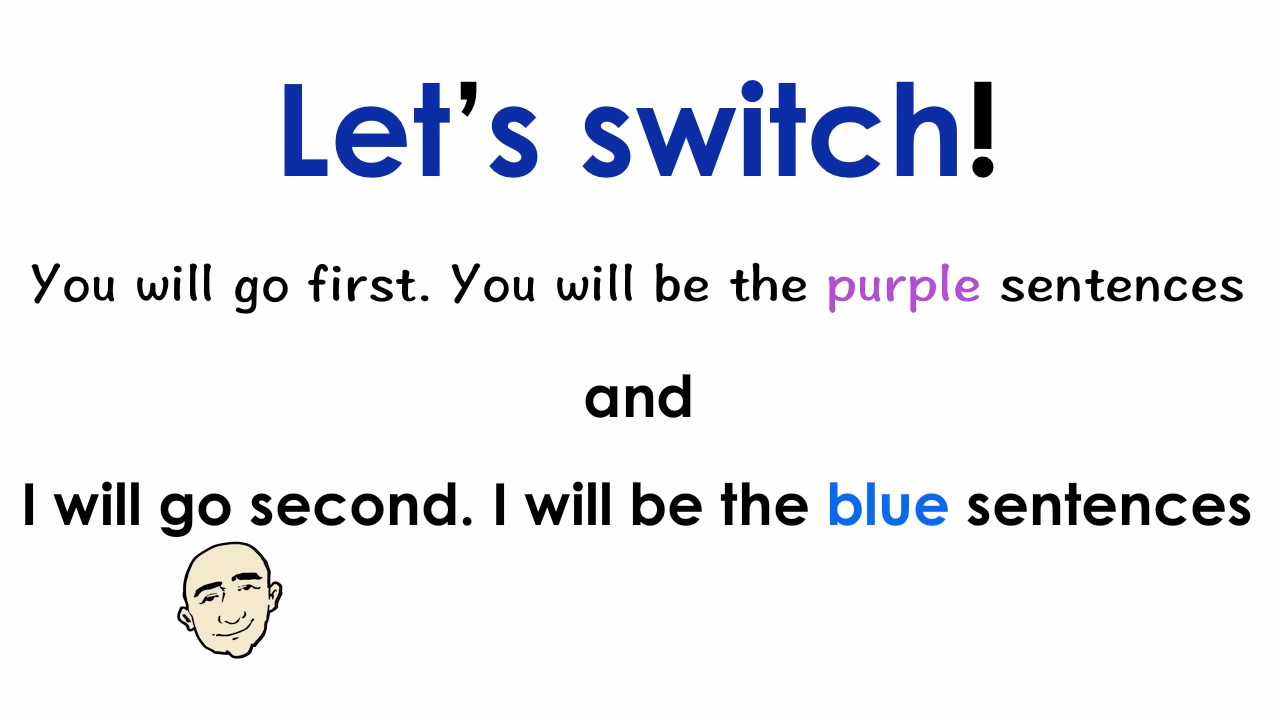 Let’s switch!
You will go first. You will be the purple sentences
and
I will go second. I will be the blue sentences